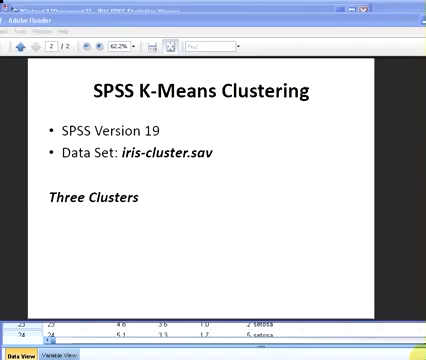 Adobe Reader
Tools Window Help
2 / 2 62.2% Find
SPSS K-Means Clustering
• SPSS Version 19
• Data Set: iris-cluster.sav
Three Clusters
23 23 4.6 3.6 1.0 .2 setosa
24 24 5.1 3.3 1.7 .5 setosa
Data View Variable View